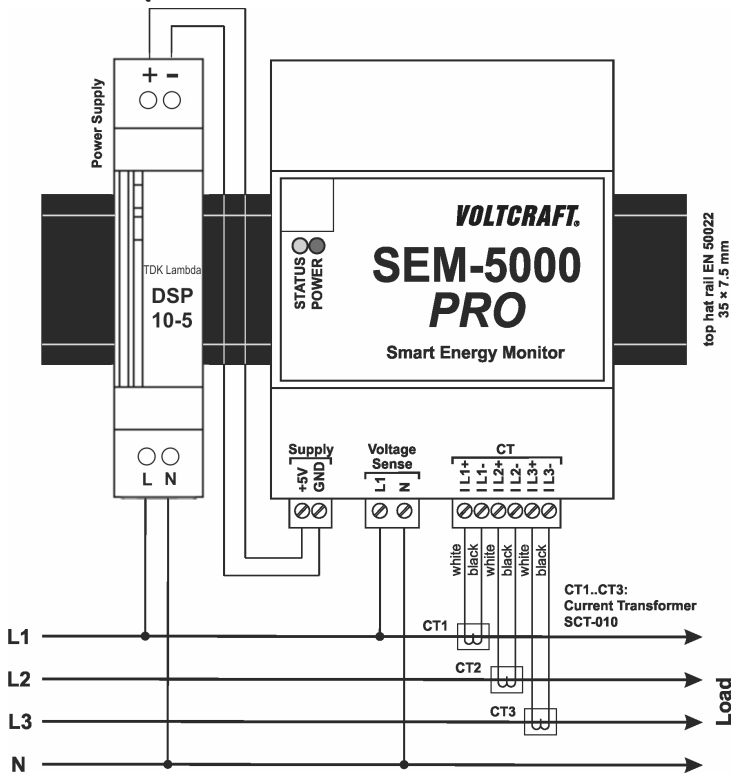 + -
Power Supply
TDK Lambda
DSP
10-5
L N
VOLTCRAFT.
SEM-5000
PRO
Smart Energy Monitor
STATUS
POWER
top hat rail EN 50022
35 × 7.5 mm
Supply
+5V
GND
Voltage
Sense
L1
N
CT
I L1+
I L1-
I L2+
I L2-
I L3+
I L3-
white
black
white
black
white
black
CT1..CT3:
Current Transformer
SCT-010
CT1
CT2
CT3
L1
L2
L3
N
Load